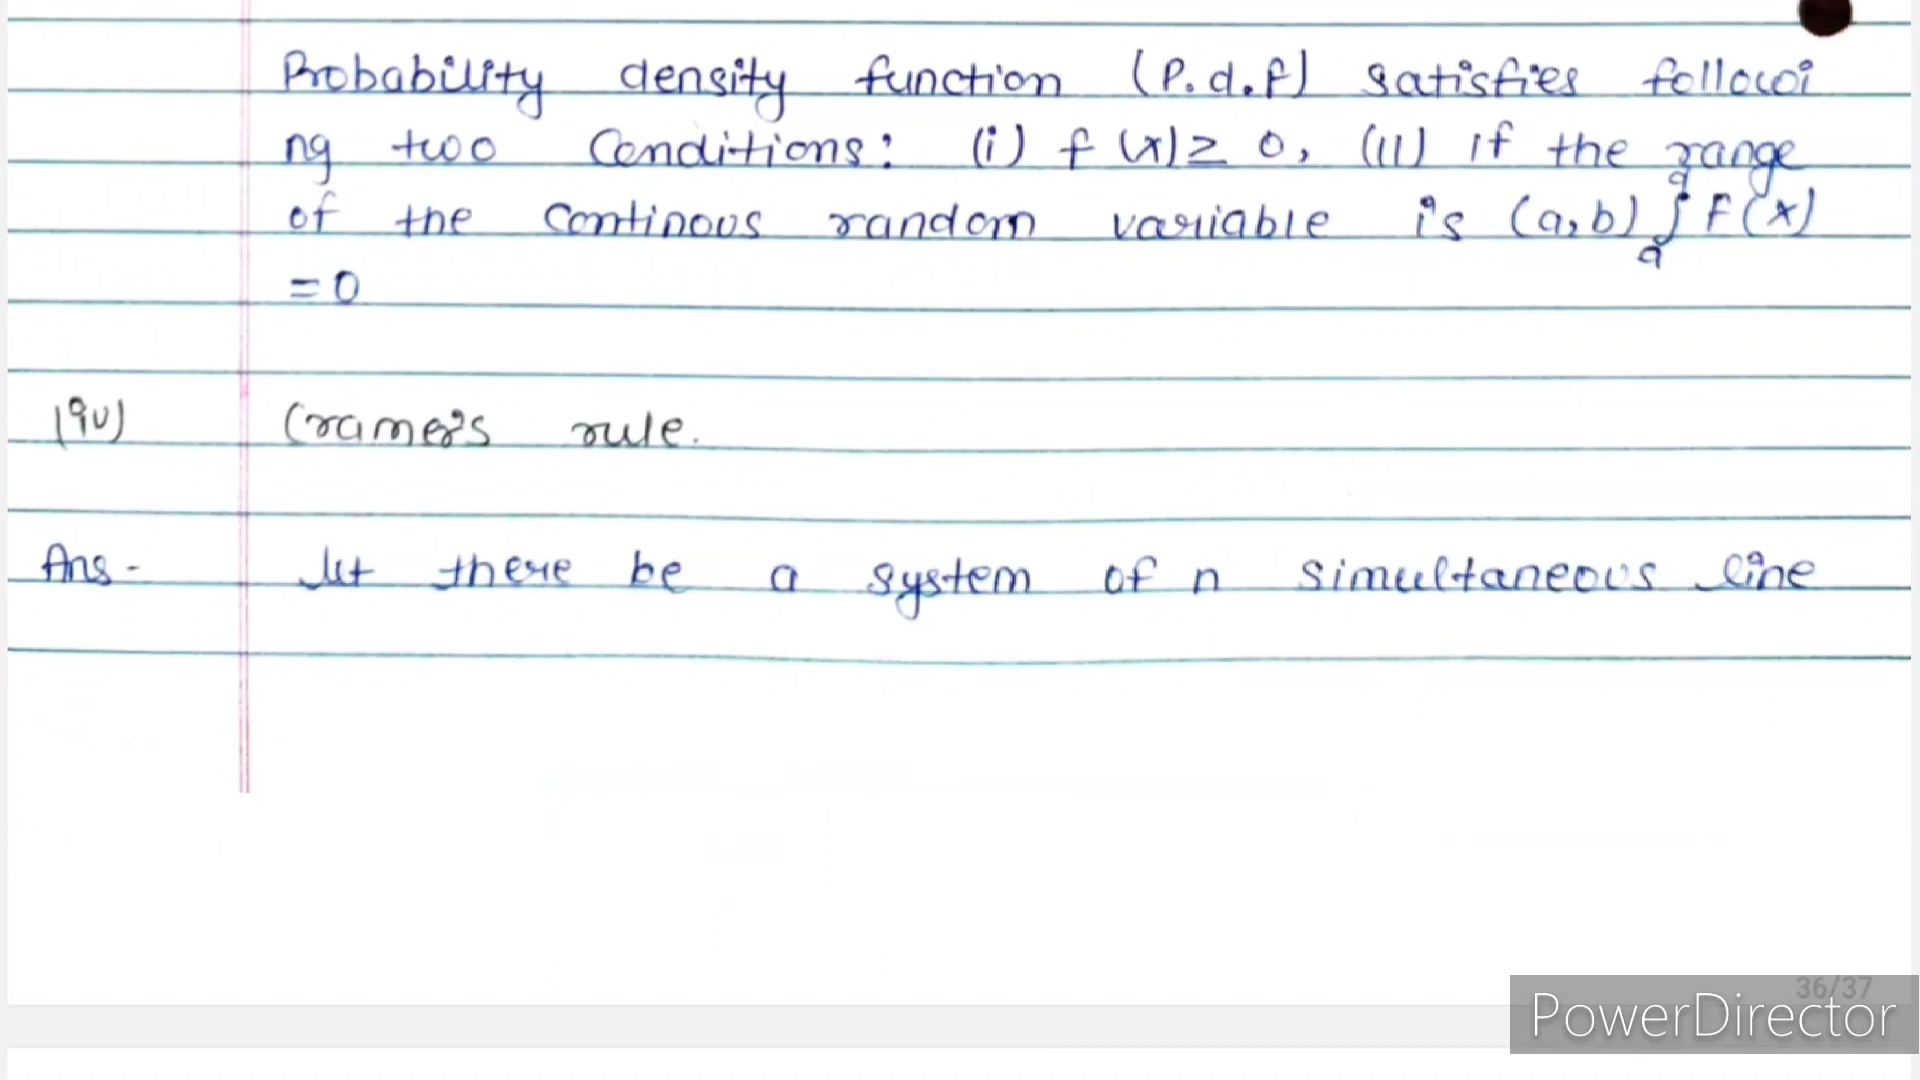 Probability density function (P.d.f) satisfies followi
ng two Conditions: (i) f (x) ≥ 0, (II) if the range
of the Continous random variable is (a,b) ∫ₐᵃ F(x)
= 0
(iv) Cramer's rule.
Ans - let there be a system of n simultaneous line
36/37
PowerDirector